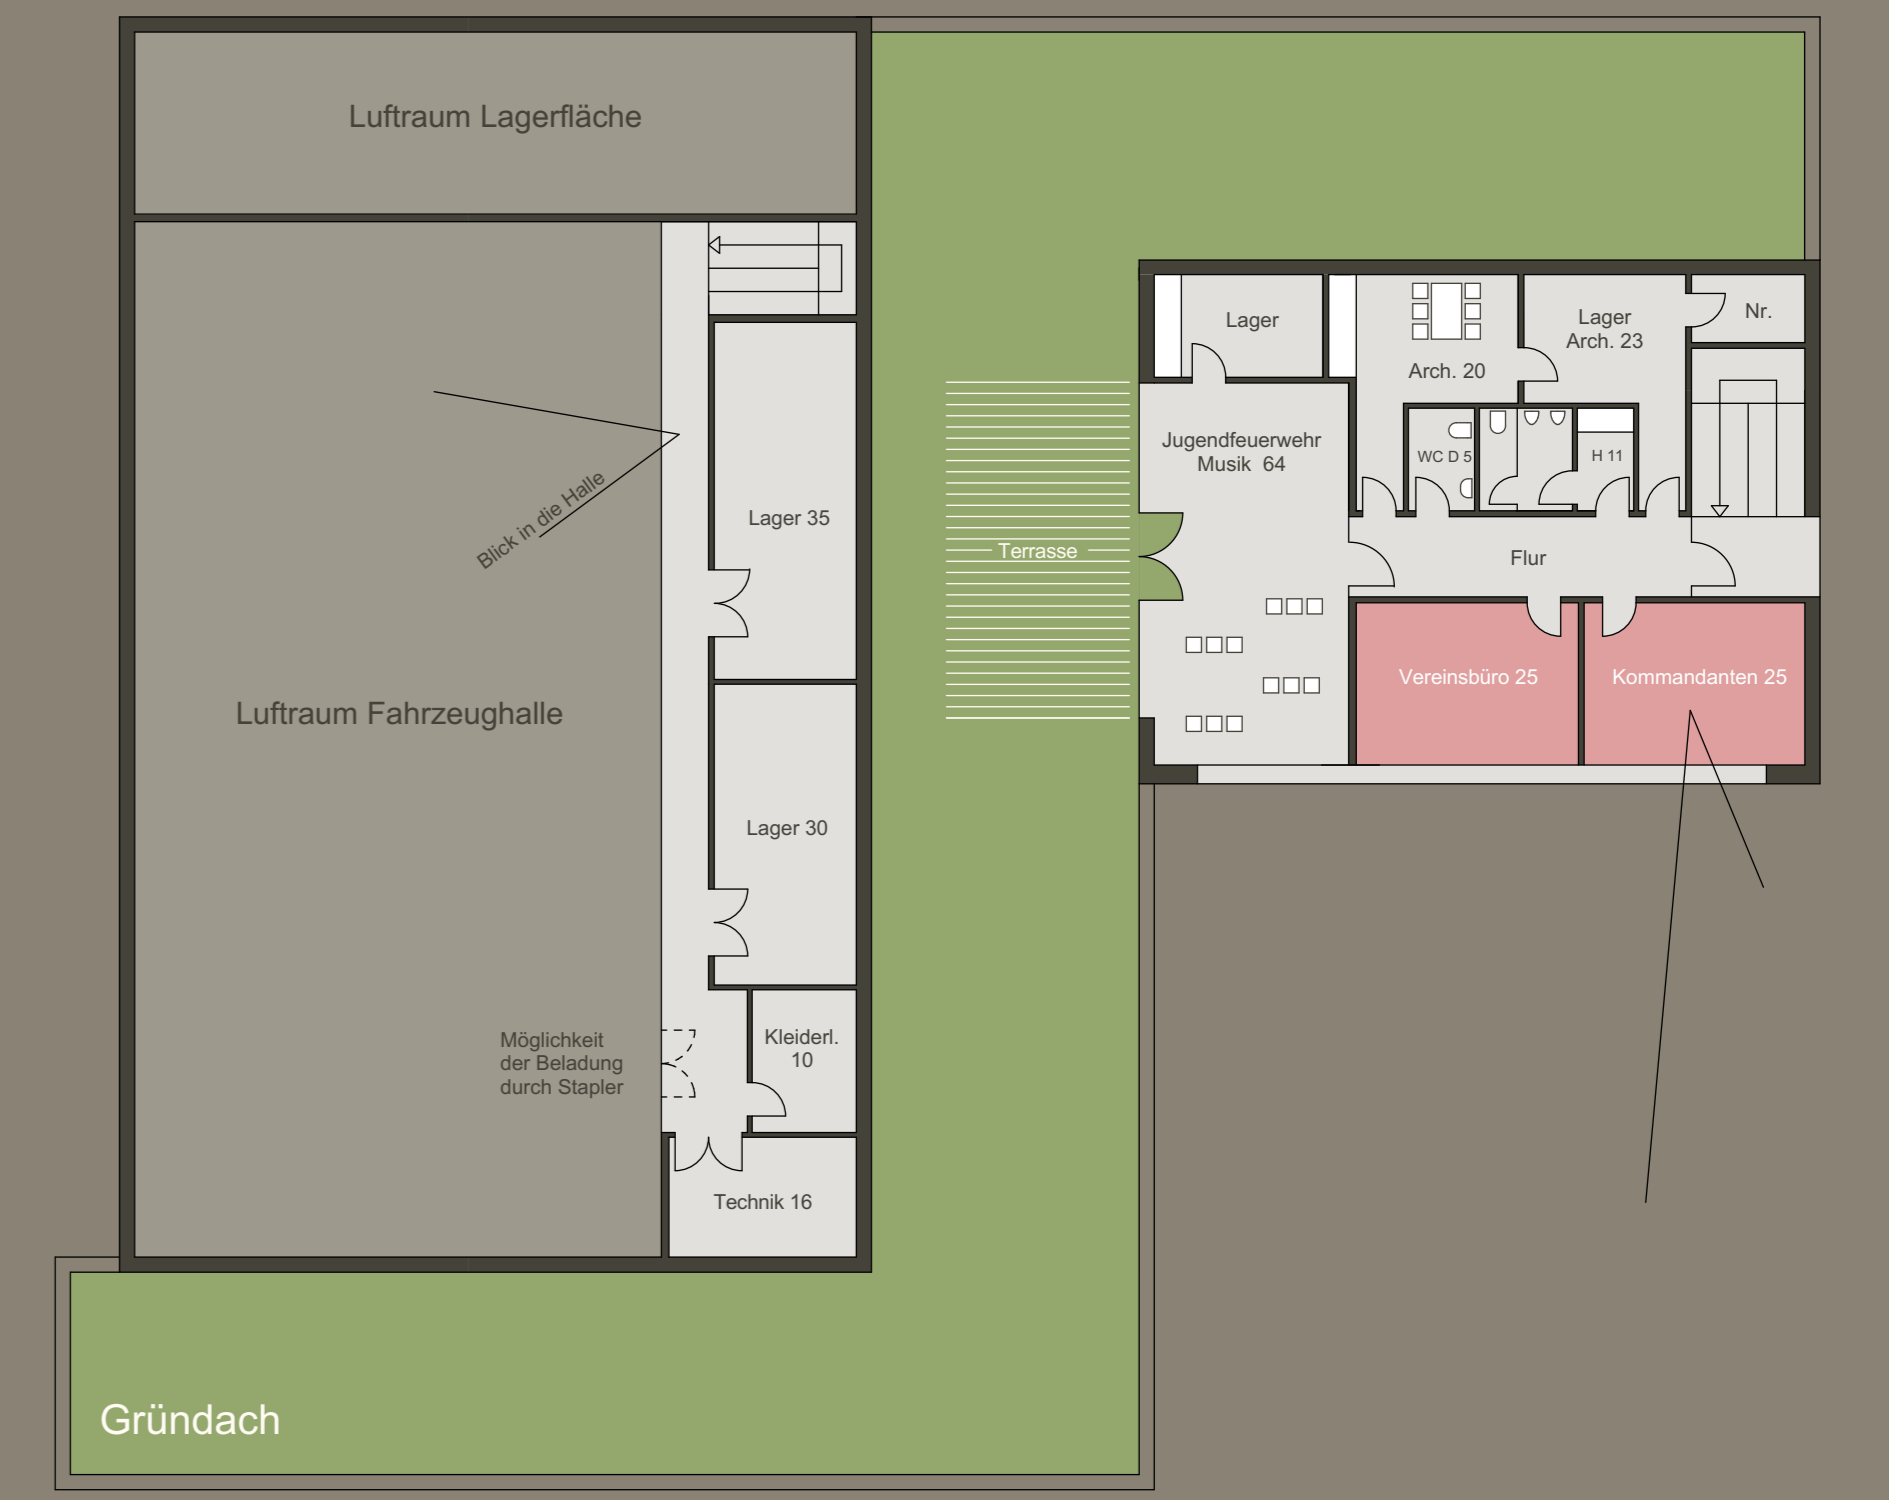 Luftraum Lagerfläche
Lager
Lager
Arch. 23
Nr.
Arch. 20
Jugendfeuerwehr
Musik 64
WC D 5
H 11
Blick in die Halle
Lager 35
Terrasse
Flur
Luftraum Fahrzeughalle
Vereinsbüro 25
Kommandanten 25
Lager 30
Möglichkeit
der Beladung
durch Stapler
Kleiderl.
10
Technik 16
Gründach